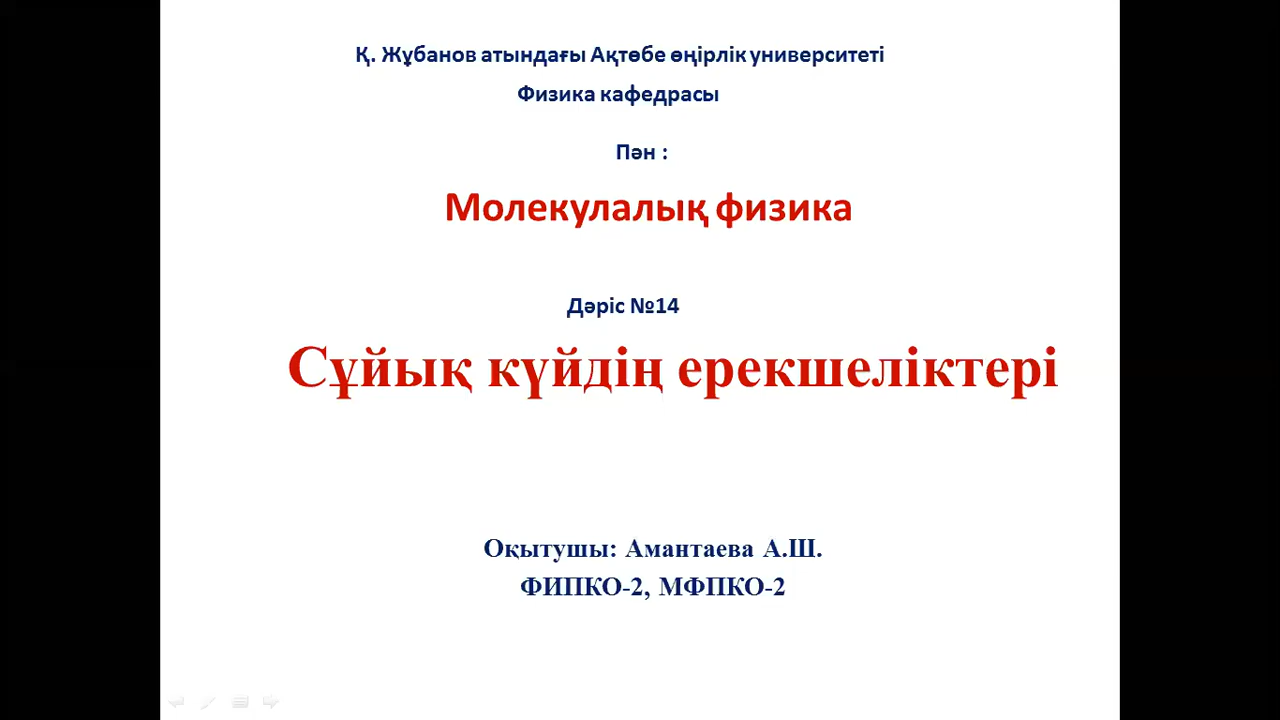 Қ. Жұбанов атындағы Ақтөбе өңірлік университеті
Физика кафедрасы
Пән :
Молекулалық физика
Дәріс №14
Сұйық күйдің ерекшеліктері
Оқытушы: Амантаева А.Ш.
ФИПКО-2, МФПКО-2